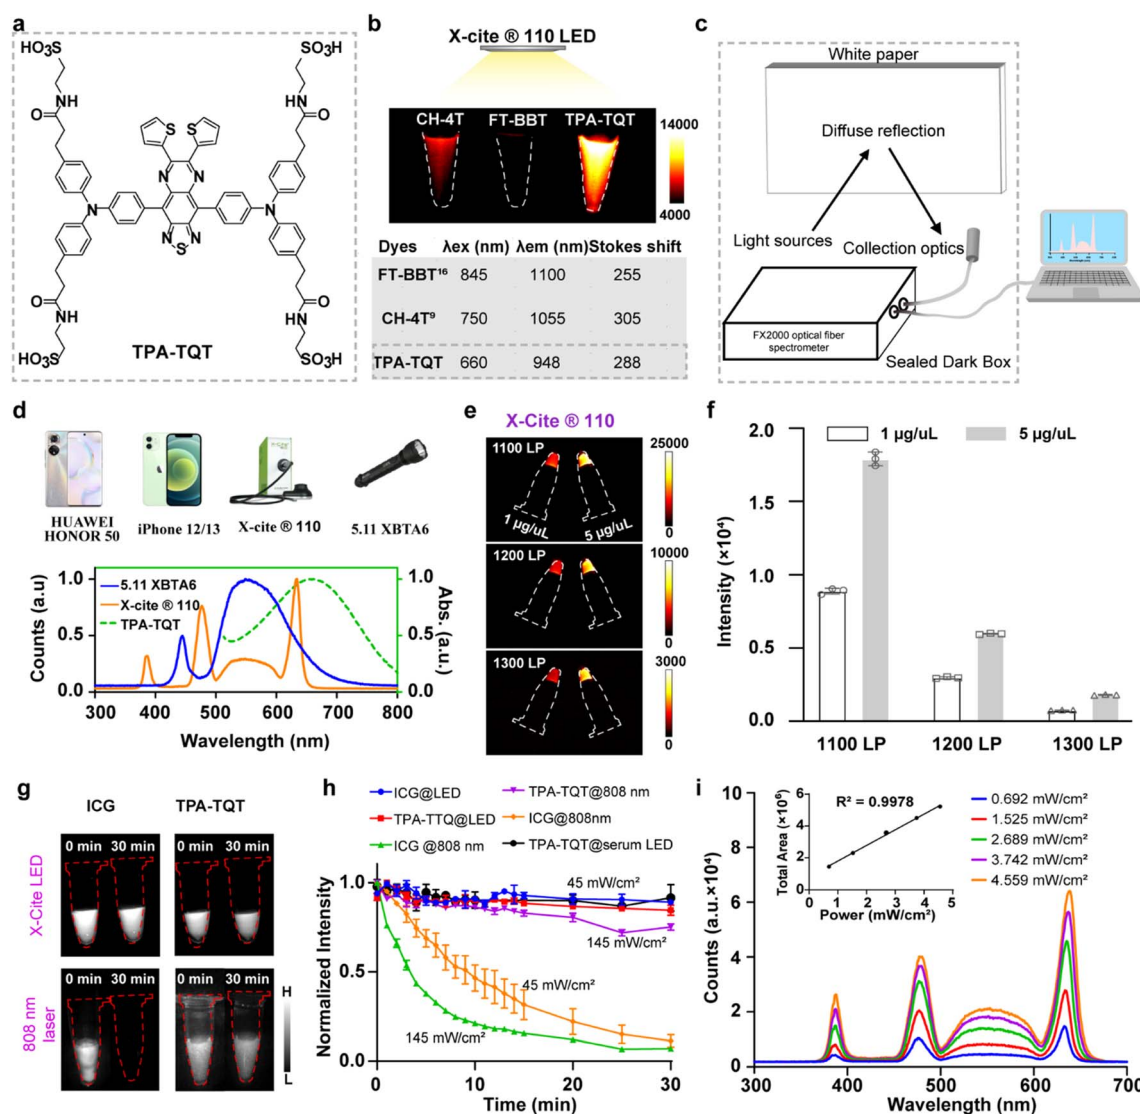 a
HO₃S
SO₃H
NH
HN
O
O
S
S
N
N
N
N
N
S
N
O
O
NH
HN
HO₃S
SO₃H
TPA-TQT
b
X-cite ® 110 LED
CH-4T FT-BBT TPA-TQT
14000
4000
Dyes λex (nm) λem (nm) Stokes shift
FT-BBT¹⁶ 845 1100 255
CH-4T⁹ 750 1055 305
TPA-TQT 660 948 288
c
White paper
Diffuse reflection
Light sources
Collection optics
FX2000 optical fiber
spectrometer
Sealed Dark Box
d
HUAWEI
HONOR 50
iPhone 12/13
X-cite ® 110
5.11 XBTA6
5.11 XBTA6
X-cite ® 110
TPA-TQT
Counts (a.u)
1.0
0.5
0.0
1.0
0.5
0.0
Abs. (a.u.)
300 400 500 600 700 800
Wavelength (nm)
e
X-Cite ® 110
1100 LP
1 µg/uL
5 µg/uL
25000
0
1200 LP
10000
0
1300 LP
3000
0
f
1 µg/uL
5 µg/uL
Intensity (×10⁴)
2.0
1.5
1.0
0.5
0.0
1100 LP 1200 LP 1300 LP
g
ICG TPA-TQT
X-Cite LED
0 min 30 min 0 min 30 min
808 nm
laser
0 min 30 min 0 min 30 min
H
L
h
ICG@LED
TPA-TTQ@LED
ICG @808 nm
TPA-TQT@808 nm
ICG@808nm
TPA-TQT@serum LED
Normalized Intensity
1.0
0.5
0.0
45 mW/cm²
145 mW/cm²
45 mW/cm²
145 mW/cm²
0 10 20 30
Time (min)
i
R² = 0.9978
Total Area (×10⁶)
6
4
2
0
0 1 2 3 4 5
Power (mW/cm²)
0.692 mW/cm²
1.525 mW/cm²
2.689 mW/cm²
3.742 mW/cm²
4.559 mW/cm²
Counts (a.u.×10⁴)
10
8
6
4
2
0
300 400 500 600 700
Wavelength (nm)